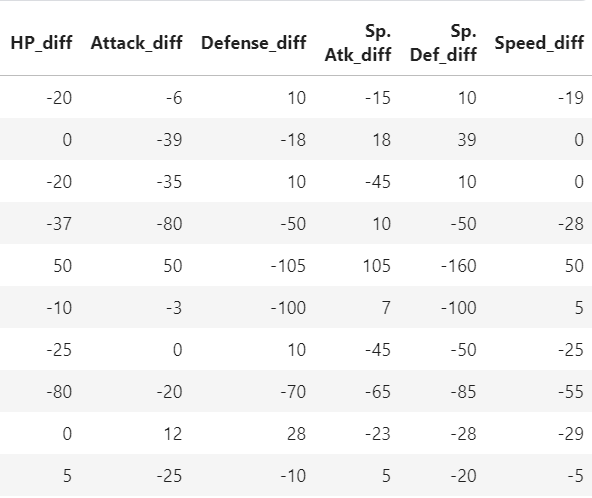 HP_diff Attack_diff Defense_diff Sp. Atk_diff Sp. Def_diff Speed_diff
-20 -6 10 -15 10 -19
0 -39 -18 18 39 0
-20 -35 10 -45 10 0
-37 -80 -50 10 -50 -28
50 50 -105 105 -160 50
-10 -3 -100 7 -100 5
-25 0 10 -45 -50 -25
-80 -20 -70 -65 -85 -55
0 12 28 -23 -28 -29
5 -25 -10 5 -20 -5